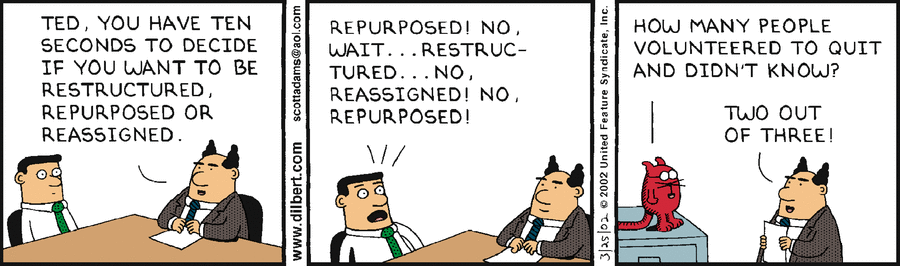 TED, YOU HAVE TEN
SECONDS TO DECIDE
IF YOU WANT TO BE
RESTRUCTURED,
REPURPOSED OR
REASSIGNED.
www.dilbert.com scottadams@aol.com
REPURPOSED! NO,
WAIT...RESTRUC-
TURED...NO,
REASSIGNED! NO,
REPURPOSED!
3/25/02 © 2002 United Feature Syndicate, Inc.
HOW MANY PEOPLE
VOLUNTEERED TO QUIT
AND DIDN'T KNOW?
TWO OUT
OF THREE!